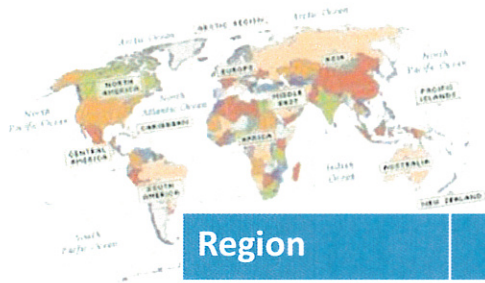 Arctic Ocean
ARCTIC REGION
Arctic Ocean
EUROPE
ASIA
NORTH
AMERICA
North
Pacific Ocean
MIDDLE
EAST
PACIFIC
ISLANDS
North
Atlantic Ocean
North
Pacific Ocean
CARIBBEAN
AFRICA
CENTRAL
AMERICA
Indian
Ocean
AUSTRALIA
SOUTH
AMERICA
NEW ZEALAND
South
Pacific Ocean
Region